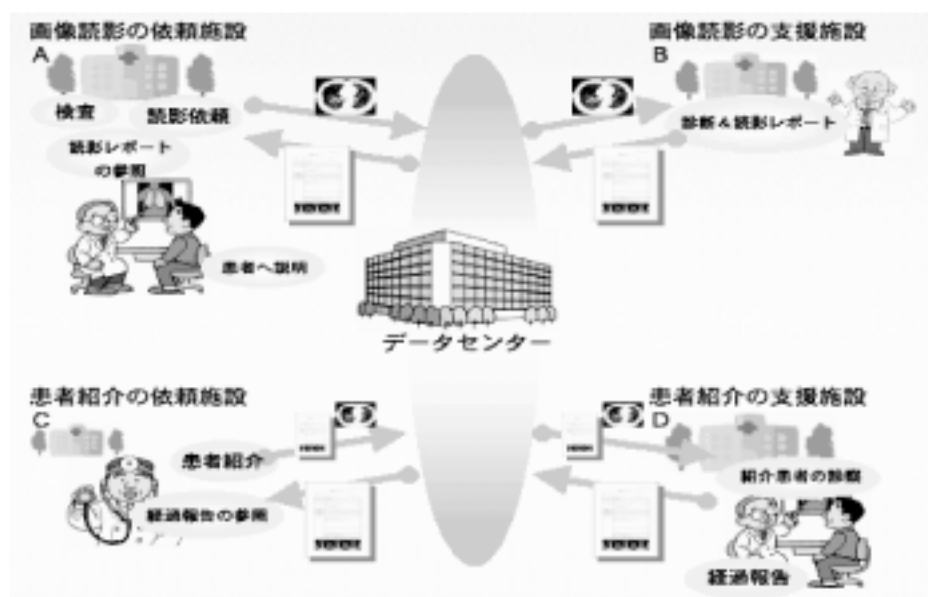 画像読影の依頼施設
A
検査
読影依頼
読影レポート
の参照
患者へ説明
画像読影の支援施設
B
診断&読影レポート
データセンター
患者紹介の依頼施設
C
患者紹介
経過報告の参照
患者紹介の支援施設
D
紹介患者の診察
経過報告